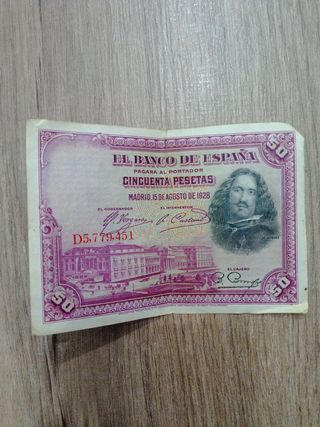 50
50
EL BANCO DE ESPAÑA
PAGARÁ AL PORTADOR
CINCUENTA PESETAS
MADRID, 15 DE AGOSTO DE 1928
EL GOBERNADOR
EL INTERVENTOR
D5,779,451
EL CAJERO
50
50